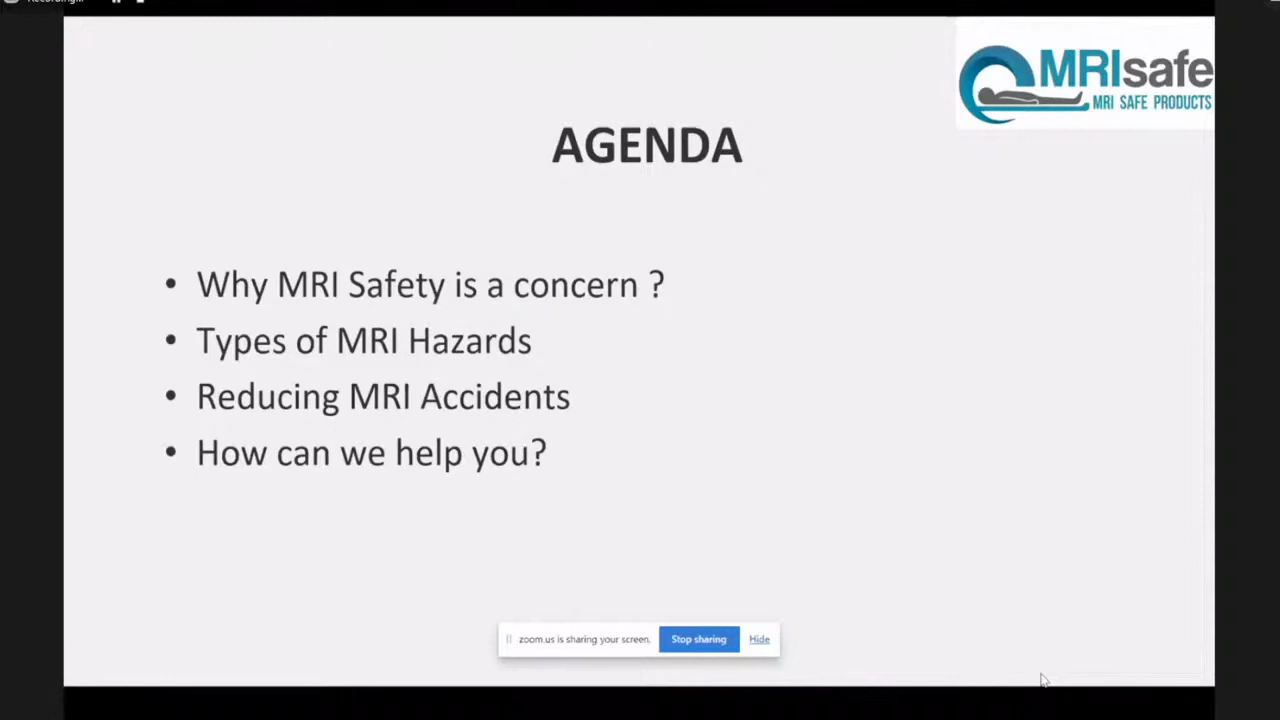 Recording...
MRIsafe
MRI SAFE PRODUCTS
AGENDA
• Why MRI Safety is a concern ?
• Types of MRI Hazards
• Reducing MRI Accidents
• How can we help you?
zoom.us is sharing your screen. Stop sharing Hide